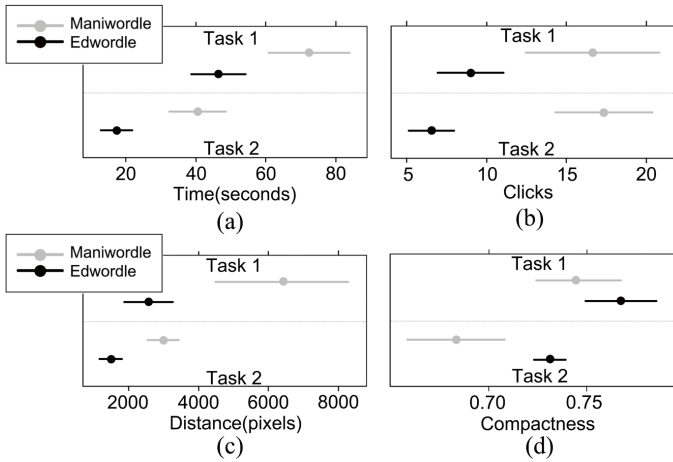 Maniwordle
Edwordle
Task 1
Task 2
20 40 60 80
Time(seconds)
(a)
Task 1
Task 2
5 10 15 20
Clicks
(b)
Maniwordle
Edwordle
Task 1
Task 2
2000 4000 6000 8000
Distance(pixels)
(c)
Task 1
Task 2
0.70 0.75
Compactness
(d)